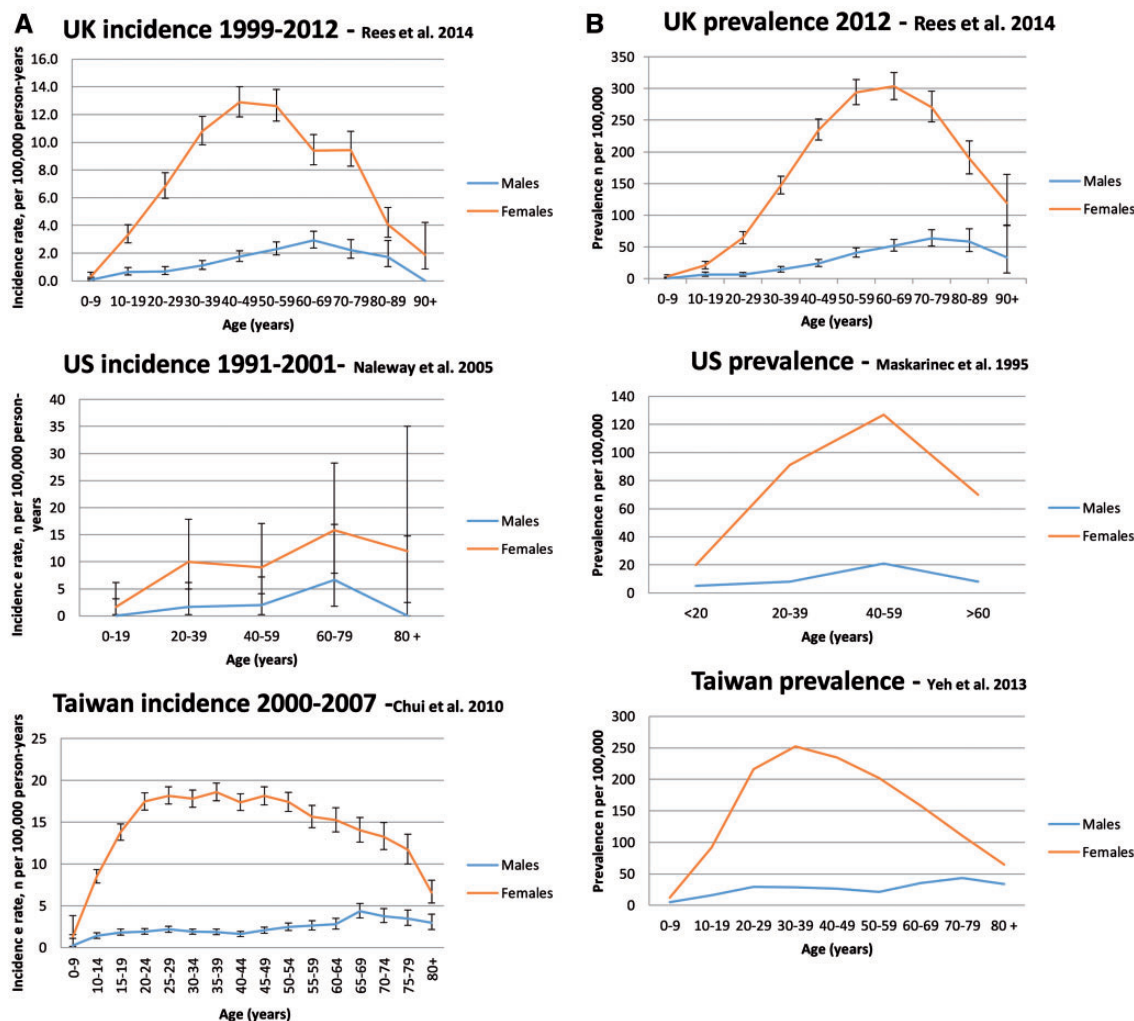 A
UK incidence 1999-2012 - Rees et al. 2014
Incidence rate, per 100,000 person-years
16.0
14.0
12.0
10.0
8.0
6.0
4.0
2.0
0.0
0-9 10-19 20-29 30-39 40-49 50-59 60-69 70-79 80-89 90+
Age (years)
Males
Females
US incidence 1991-2001- Naleway et al. 2005
Incidenc e rate, n per 100,000 person-
years
40
35
30
25
20
15
10
5
0
0-19 20-39 40-59 60-79 80 +
Age (years)
Males
Females
Taiwan incidence 2000-2007 -Chui et al. 2010
Incidenc e rate, n per 100,000 person-years
25
20
15
10
5
0
0-9 10-14 15-19 20-24 25-29 30-34 35-39 40-44 45-49 50-54 55-59 60-64 65-69 70-74 75-79 80+
Age (years)
Males
Females
B
UK prevalence 2012 - Rees et al. 2014
Prevalence n per 100,000
350
300
250
200
150
100
50
0
0-9 10-19 20-29 30-39 40-49 50-59 60-69 70-79 80-89 90+
Age (years)
Males
Females
US prevalence - Maskarinec et al. 1995
Prevalence n per 100,000
140
120
100
80
60
40
20
0
<20 20-39 40-59 >60
Age (years)
Males
Females
Taiwan prevalence - Yeh et al. 2013
Prevalence n per 100,000
300
250
200
150
100
50
0
0-9 10-19 20-29 30-39 40-49 50-59 60-69 70-79 80 +
Age (years)
Males
Females